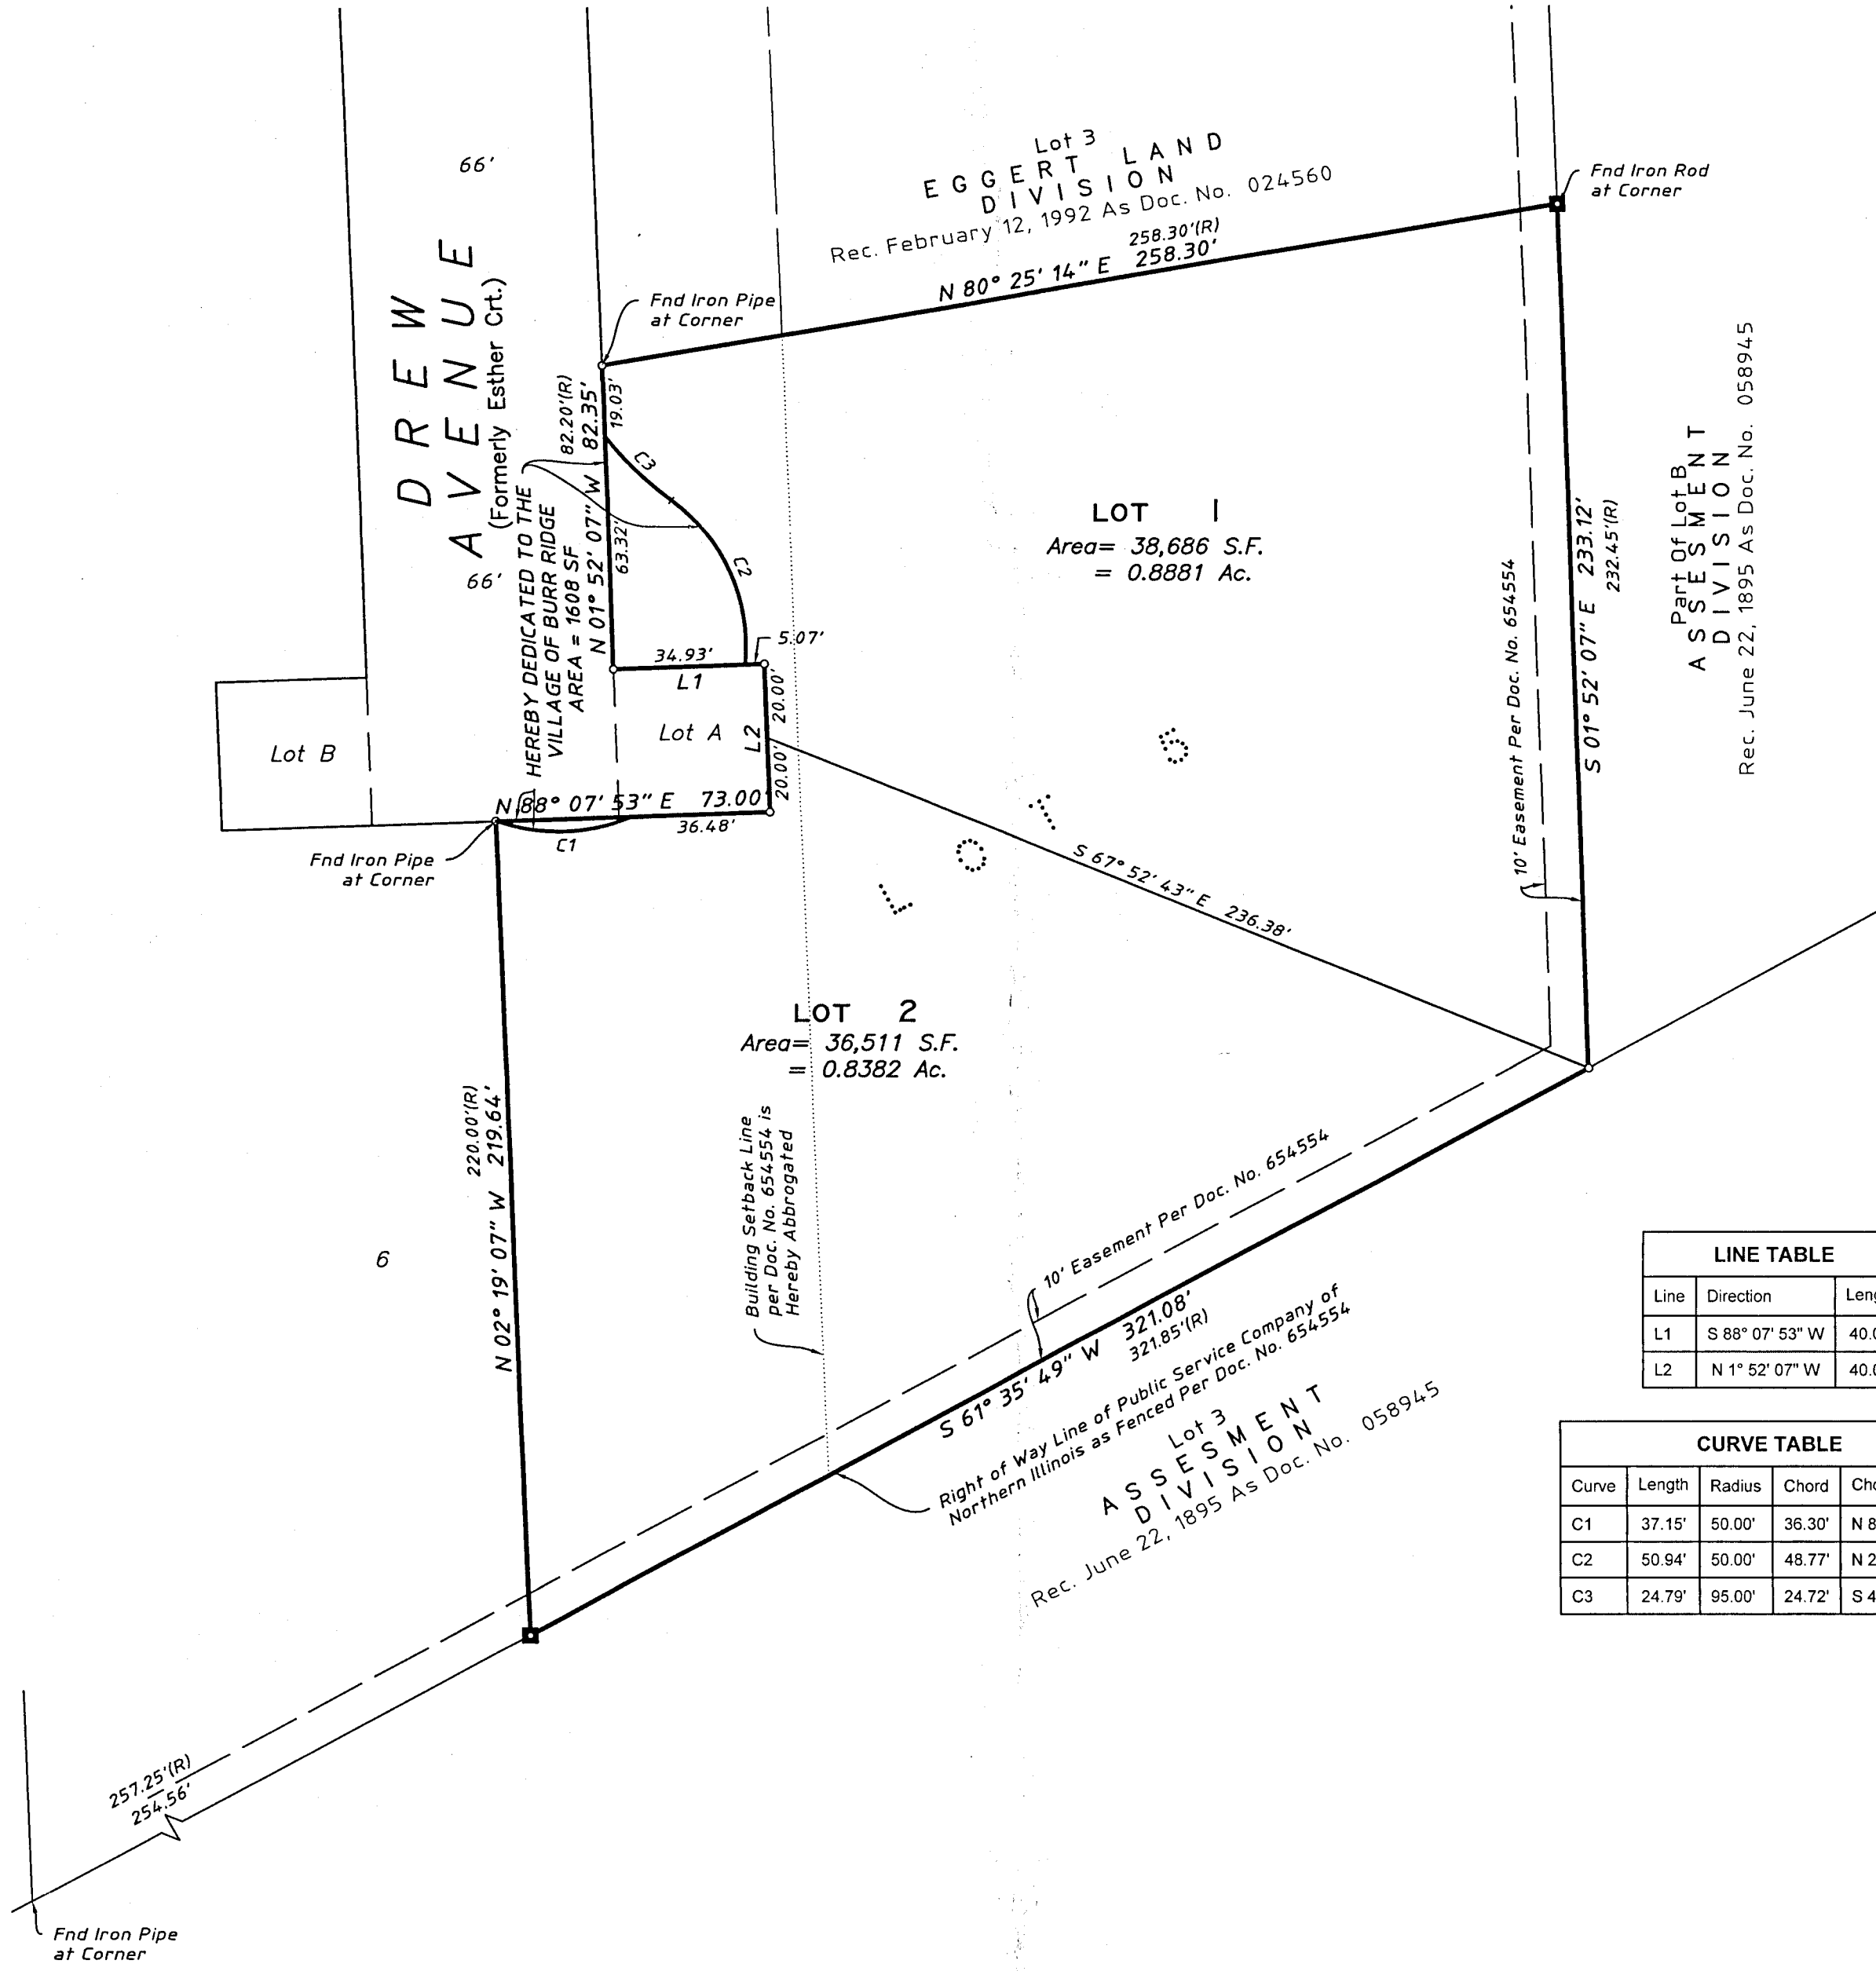 66'
DREW
AVENUE
(Formerly Esther Crt.)
66'
Lot 3
EGGERT LAND
DIVISION
Rec. February 12, 1992 As Doc. No. 024560
258.30'(R)
N 80° 25' 14" E 258.30'
Fnd Iron Rod
at Corner
Fnd Iron Pipe
at Corner
82.20'(R)
N 01° 52' 07" W 82.35'
19.03'
63.32'
HEREBY DEDICATED TO THE
VILLAGE OF BURR RIDGE
AREA = 1608 SF
C3
C2
LOT 1
Area= 38,686 S.F.
= 0.8881 Ac.
S 01° 52' 07" E 233.12'
232.45'(R)
10' Easement Per Doc. No. 654554
Part Of Lot B
ASSESMENT
DIVISION
Rec. June 22, 1895 As Doc. No. 058945
34.93'
L1
5.07'
Lot A
L2
20.00'
20.00'
Lot B
N 88° 07' 53" E 73.00'
36.48'
C1
Fnd Iron Pipe
at Corner
LOT 5
S 67° 52' 43" E 236.38'
LOT 2
Area= 36,511 S.F.
= 0.8382 Ac.
220.00'(R)
N 02° 19' 07" W 219.64'
6
Building Setback Line
per Doc. No. 654554 is
Hereby Abbrogated
10' Easement Per Doc. No. 654554
S 61° 35' 49" W 321.08'
321.85'(R)
Right of Way Line of Public Service Company of
Northern Illinois as Fenced Per Doc. No. 654554
Lot 3
ASSESMENT
DIVISION
Rec. June 22, 1895 As Doc. No. 058945
257.25'(R)
254.56'
Fnd Iron Pipe
at Corner
LINE TABLE
Line Direction Leng
L1 S 88° 07' 53" W 40.0
L2 N 1° 52' 07" W 40.0
CURVE TABLE
Curve Length Radius Chord Cho
C1 37.15' 50.00' 36.30' N 8
C2 50.94' 50.00' 48.77' N 2
C3 24.79' 95.00' 24.72' S 4